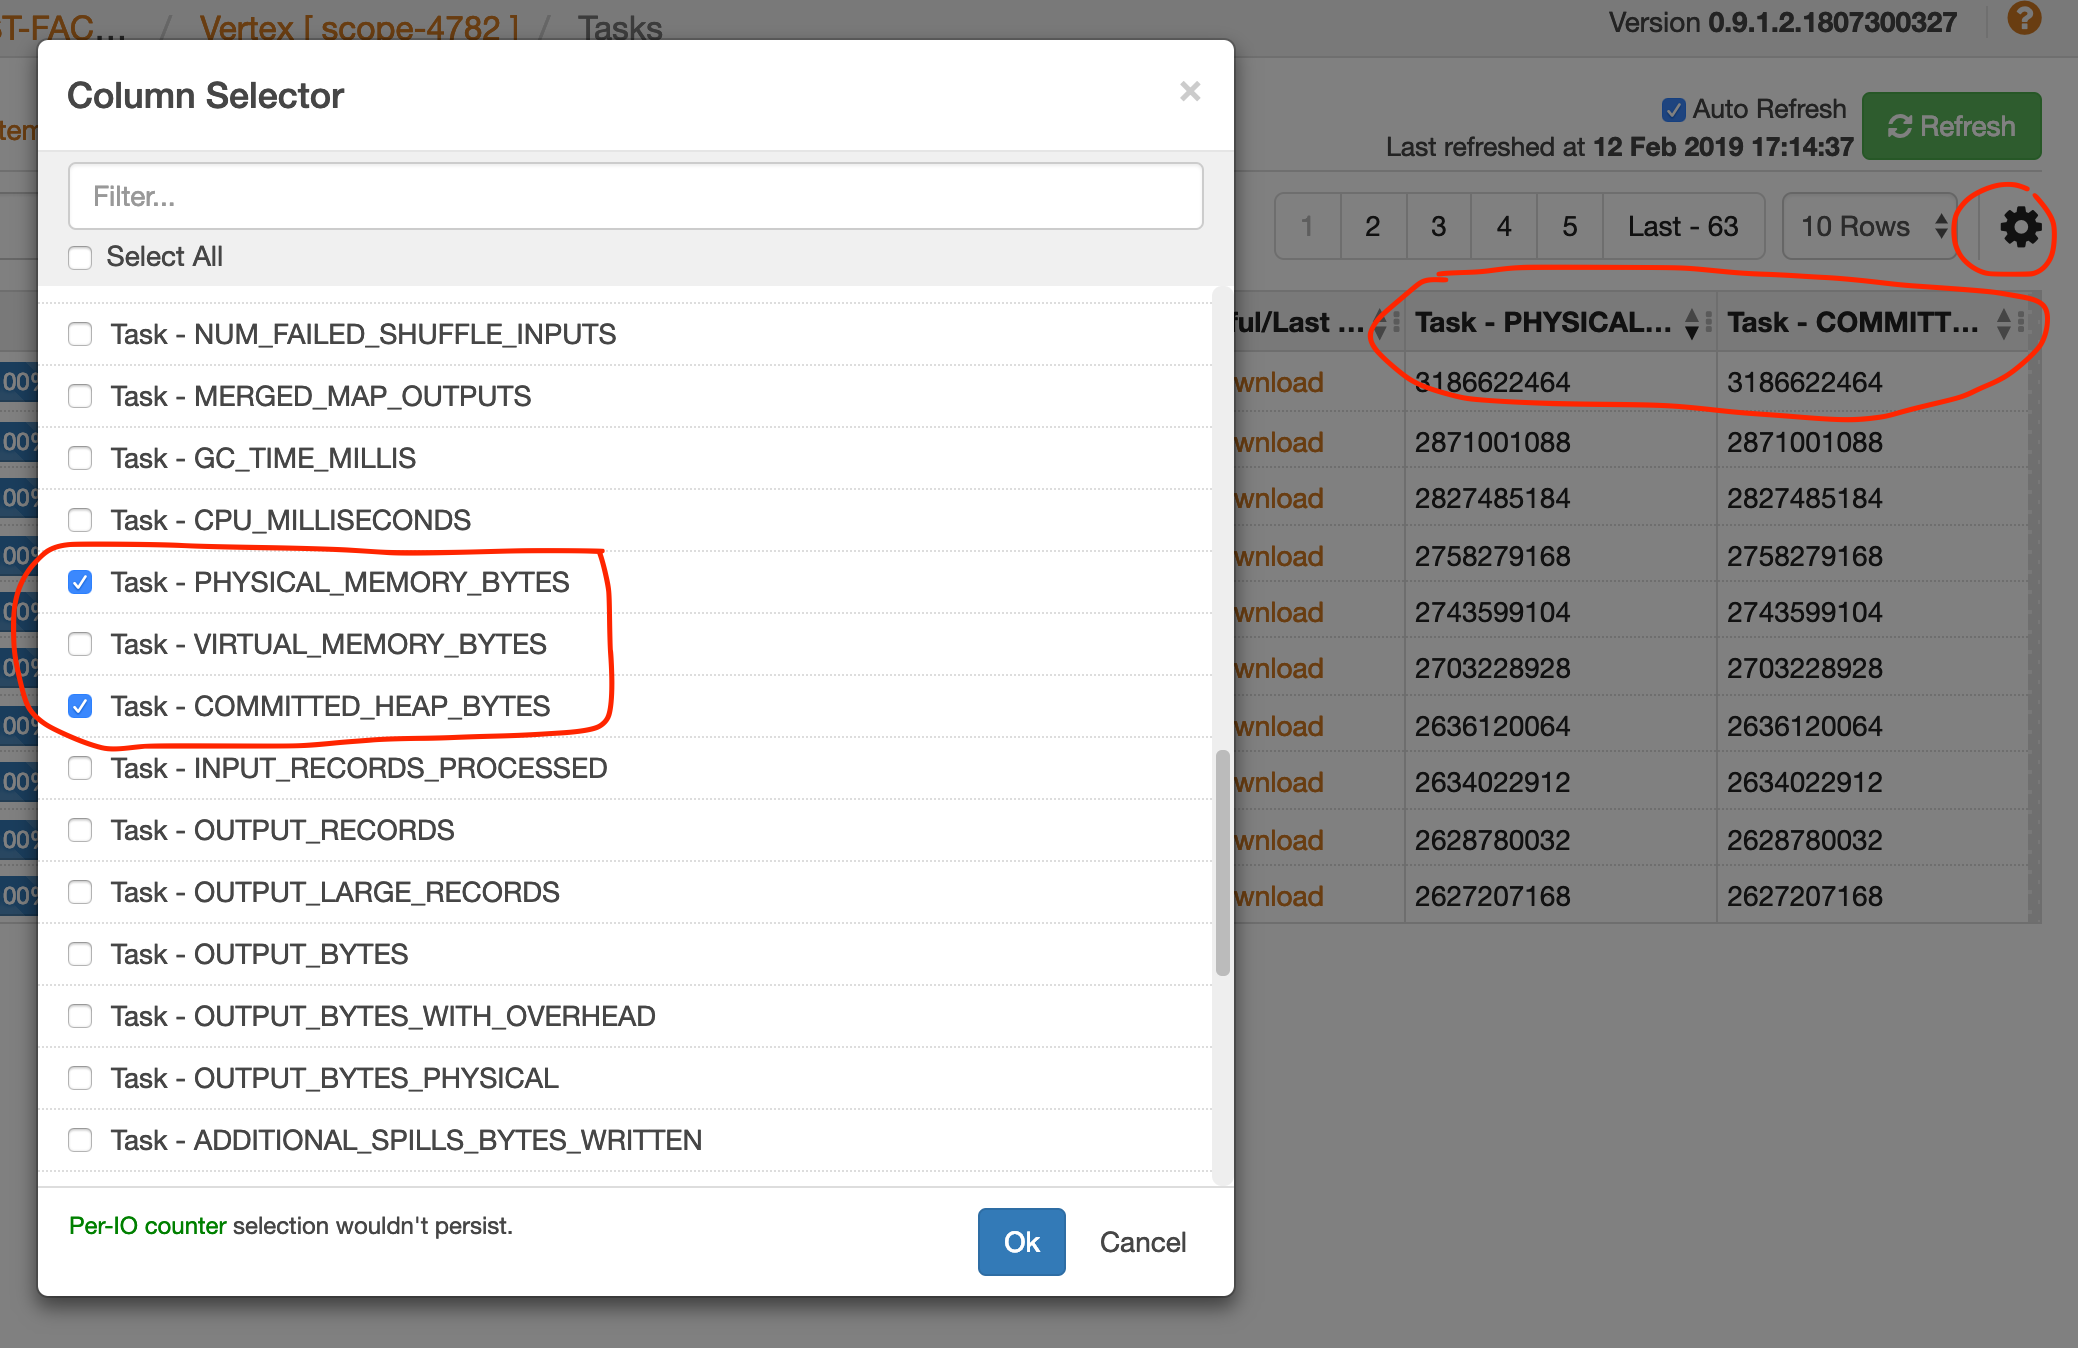 ST-FAC... / Vertex [ scope-4782 ] / Tasks
Version 0.9.1.2.1807300327
Column Selector
×
Filter...
Select All
Task - NUM_FAILED_SHUFFLE_INPUTS
Task - MERGED_MAP_OUTPUTS
Task - GC_TIME_MILLIS
Task - CPU_MILLISECONDS
Task - PHYSICAL_MEMORY_BYTES
Task - VIRTUAL_MEMORY_BYTES
Task - COMMITTED_HEAP_BYTES
Task - INPUT_RECORDS_PROCESSED
Task - OUTPUT_RECORDS
Task - OUTPUT_LARGE_RECORDS
Task - OUTPUT_BYTES
Task - OUTPUT_BYTES_WITH_OVERHEAD
Task - OUTPUT_BYTES_PHYSICAL
Task - ADDITIONAL_SPILLS_BYTES_WRITTEN
Per-IO counter selection wouldn't persist.
Ok
Cancel
Auto Refresh
Last refreshed at 12 Feb 2019 17:14:37
Refresh
1 2 3 4 5 Last - 63
10 Rows
ful/Last ... Task - PHYSICAL... Task - COMMITT...
wnload 3186622464 3186622464
wnload 2871001088 2871001088
wnload 2827485184 2827485184
wnload 2758279168 2758279168
wnload 2743599104 2743599104
wnload 2703228928 2703228928
wnload 2636120064 2636120064
wnload 2634022912 2634022912
wnload 2628780032 2628780032
wnload 2627207168 2627207168